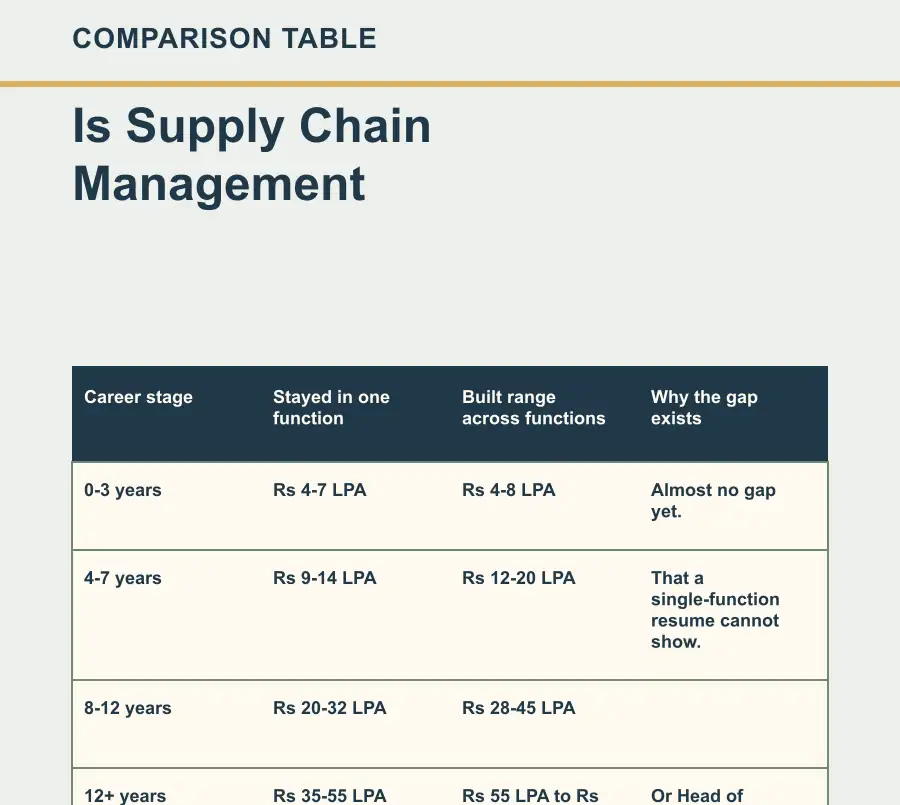 COMPARISON TABLE
Is Supply Chain
Management
Career stage
Stayed in one
function
Built range
across functions
Why the gap
exists
0-3 years
Rs 4-7 LPA
Rs 4-8 LPA
Almost no gap
yet.
4-7 years
Rs 9-14 LPA
Rs 12-20 LPA
That a
single-function
resume cannot
show.
8-12 years
Rs 20-32 LPA
Rs 28-45 LPA
12+ years
Rs 35-55 LPA
Rs 55 LPA to Rs
Or Head of